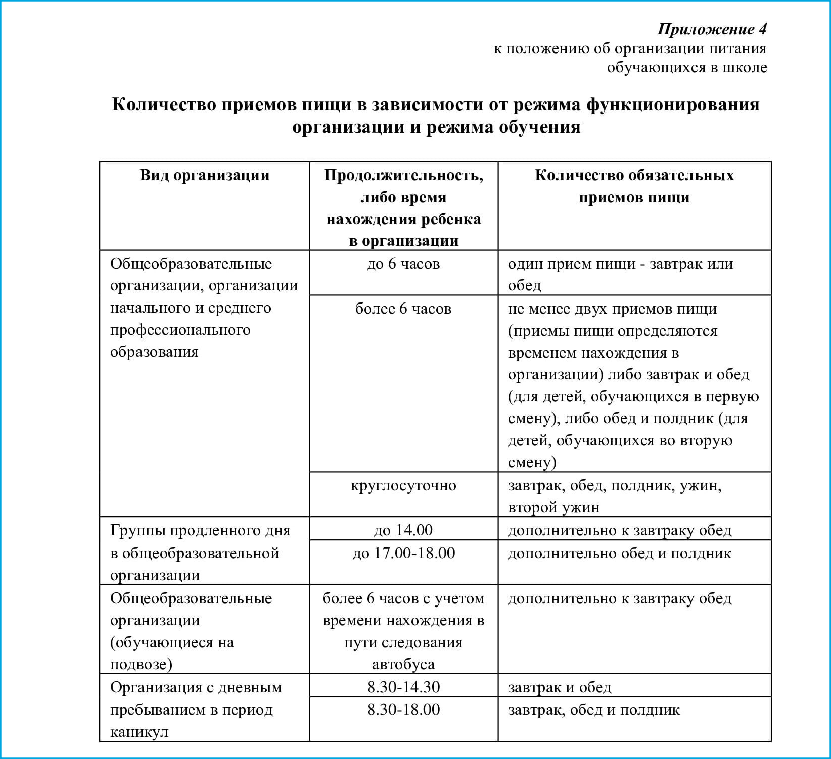 Приложение 4
к положению об организации питания
обучающихся в школе
Количество приемов пищи в зависимости от режима функционирования
организации и режима обучения
Вид организации
Продолжительность,
либо время
нахождения ребенка
в организации
Количество обязательных
приемов пищи
Общеобразовательные
организации, организации
начального и среднего
профессионального
образования
до 6 часов
один прием пищи - завтрак или
обед
более 6 часов
не менее двух приемов пищи
(приемы пищи определяются
временем нахождения в
организации) либо завтрак и обед
(для детей, обучающихся в первую
смену), либо обед и полдник (для
детей, обучающихся во вторую
смену)
круглосуточно
завтрак, обед, полдник, ужин,
второй ужин
Группы продленного дня
в общеобразовательной
организации
до 14.00
дополнительно к завтраку обед
до 17.00-18.00
дополнительно обед и полдник
Общеобразовательные
организации
(обучающиеся на
подвозе)
более 6 часов с учетом
времени нахождения в
пути следования
автобуса
дополнительно к завтраку обед
Организация с дневным
пребыванием в период
каникул
8.30-14.30
завтрак и обед
8.30-18.00
завтрак, обед и полдник